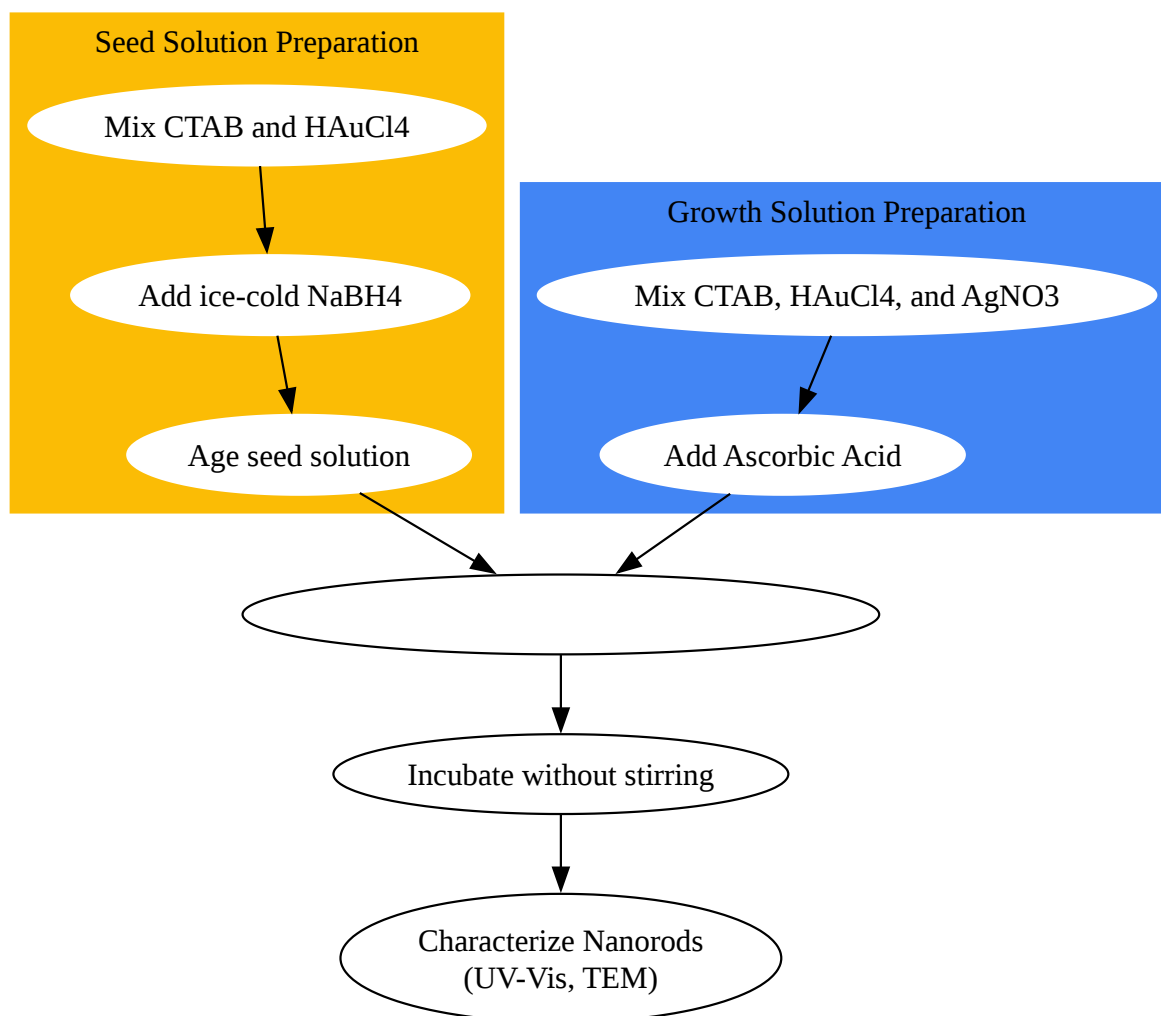 Seed Solution Preparation
Mix CTAB and HAuCl4
Add ice-cold NaBH4
Age seed solution
Growth Solution Preparation
Mix CTAB, HAuCl4, and AgNO3
Add Ascorbic Acid
Incubate without stirring
Characterize Nanorods
(UV-Vis, TEM)